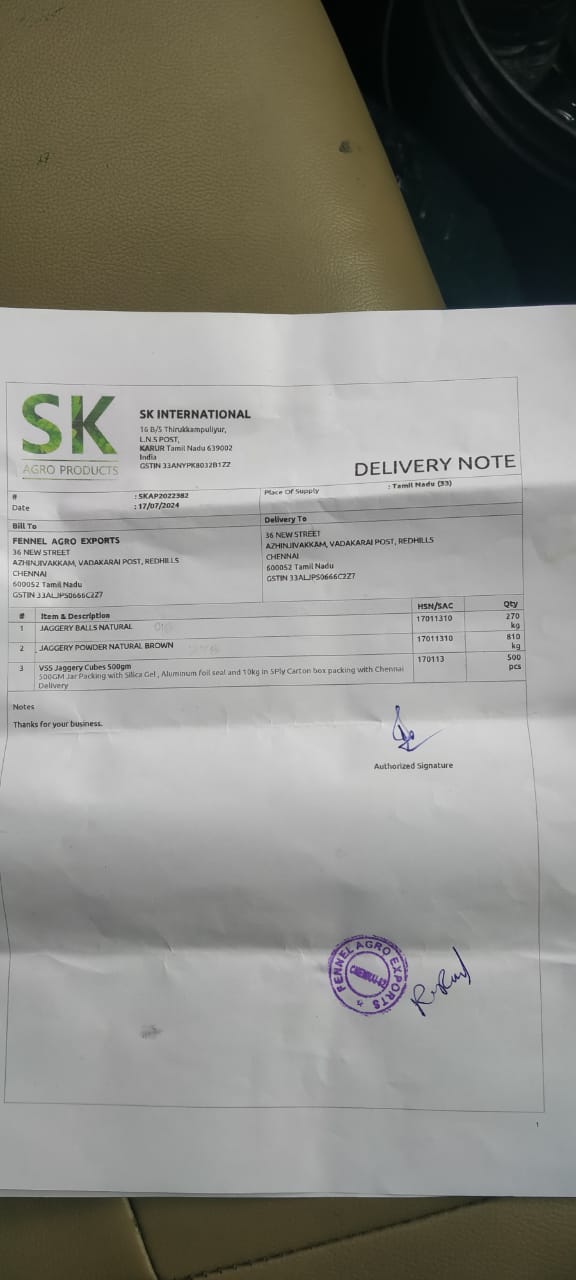 SK
AGRO PRODUCTS
SK INTERNATIONAL
16 B/5 Thirukkampuliyur,
L.N.S POST,
KARUR Tamil Nadu 639002
India
GSTIN 33ANYPK8032B1ZZ
DELIVERY NOTE
# : SKAP2022382
Date : 17/07/2024
Place Of Supply : Tamil Nadu (33)
Bill To
FENNEL AGRO EXPORTS
36 NEW STREET
AZHINJIVAKKAM, VADAKARAI POST, REDHILLS
CHENNAI
600052 Tamil Nadu
GSTIN 33ALJPS0666C2Z7
Delivery To
36 NEW STREET
AZHINJIVAKKAM, VADAKARAI POST, REDHILLS
CHENNAI
600052 Tamil Nadu
GSTIN 33ALJPS0666C2Z7
# Item & Description HSN/SAC Qty
1 JAGGERY BALLS NATURAL 17011310 270 kg
2 JAGGERY POWDER NATURAL BROWN 17011310 810 kg
3 VSS Jaggery Cubes 500gm 170113 500 pcs
500GM Jar Packing with Silica Gel , Aluminum foil seal and 10kg in 5Ply Carton box packing with Chennai
Delivery
Notes
Thanks for your business.
Authorized Signature
FENNEL AGRO EXPORTS
1